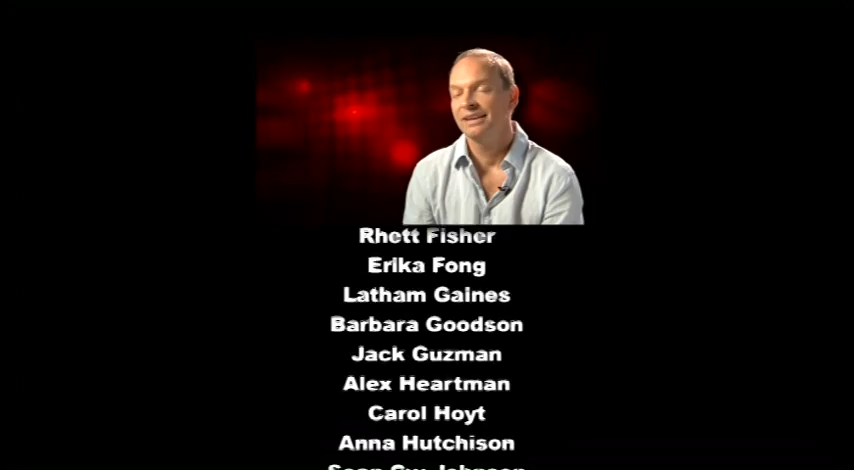 Rhett Fisher
Erika Fong
Latham Gaines
Barbara Goodson
Jack Guzman
Alex Heartman
Carol Hoyt
Anna Hutchison